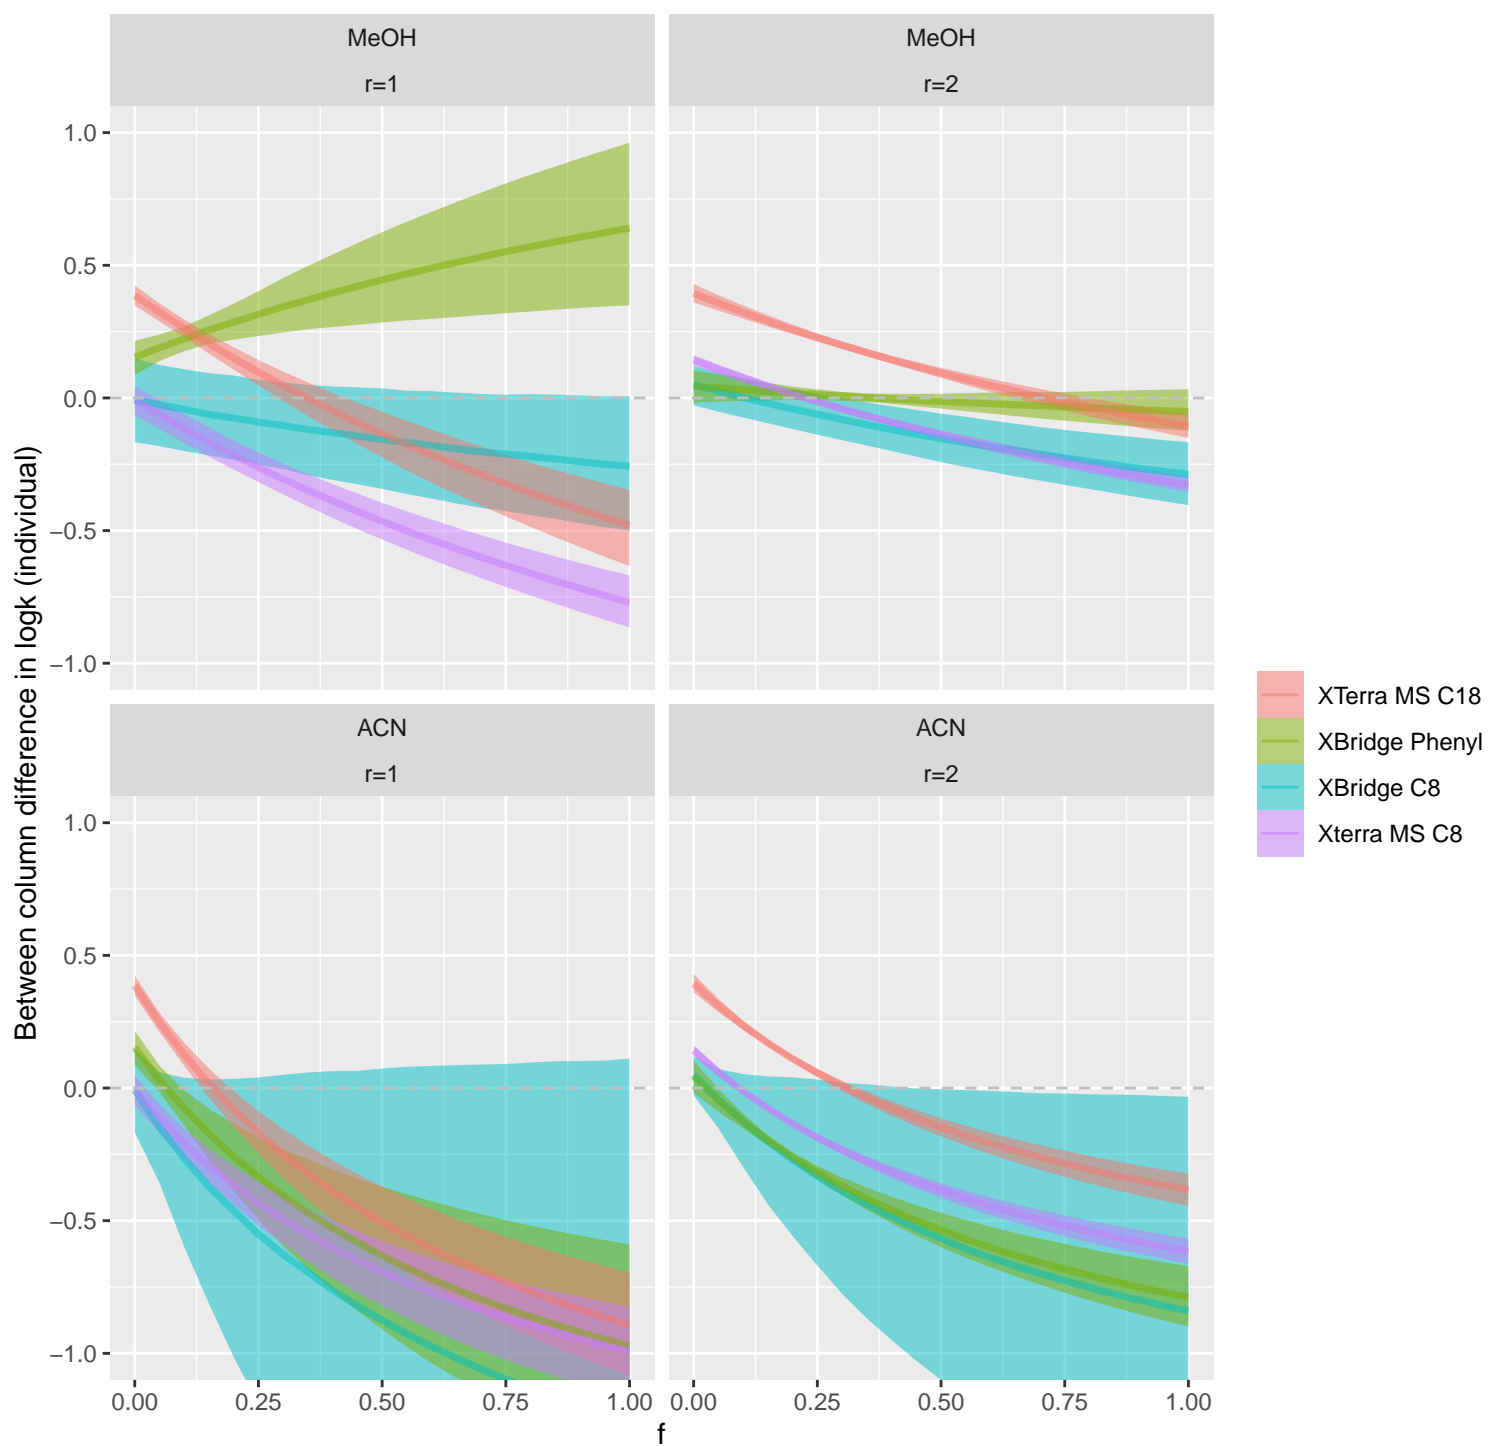 MeOH
r=1
MeOH
r=2
1.0
0.5
0.0
−0.5
−1.0
ACN
r=1
ACN
r=2
1.0
0.5
0.0
−0.5
−1.0
0.00
0.25
0.50
0.75
1.00
0.00
0.25
0.50
0.75
1.00
f
Between column difference in logk (individual)
XTerra MS C18
XBridge Phenyl
XBridge C8
Xterra MS C8